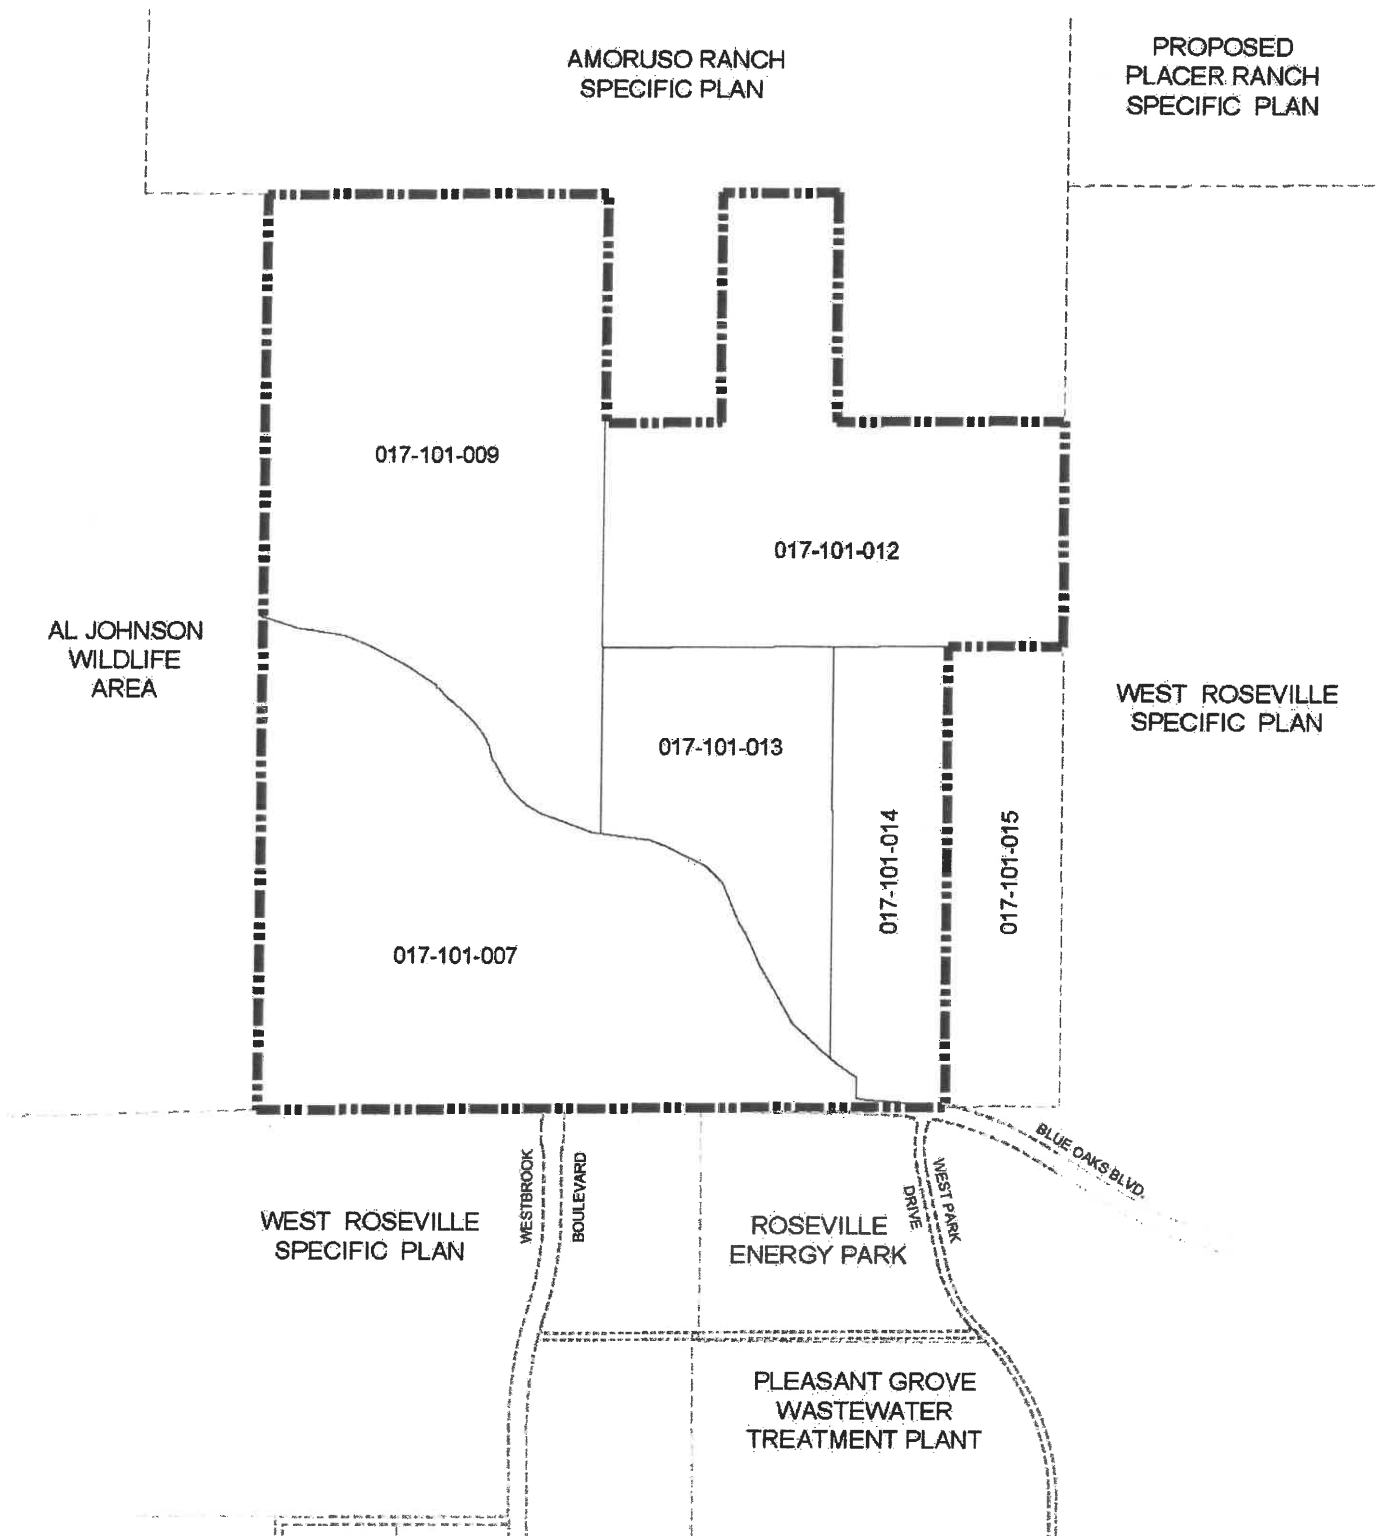 AMORUSO RANCH
SPECIFIC PLAN
PROPOSED
PLACER RANCH
SPECIFIC PLAN
017-101-009
017-101-012
AL JOHNSON
WILDLIFE
AREA
WEST ROSEVILLE
SPECIFIC PLAN
017-101-013
017-101-014
017-101-015
017-101-007
WESTBROOK
BOULEVARD
WEST PARK
DRIVE
BLUE OAKS BLVD.
WEST ROSEVILLE
SPECIFIC PLAN
ROSEVILLE
ENERGY PARK
PLEASANT GROVE
WASTEWATER
TREATMENT PLANT